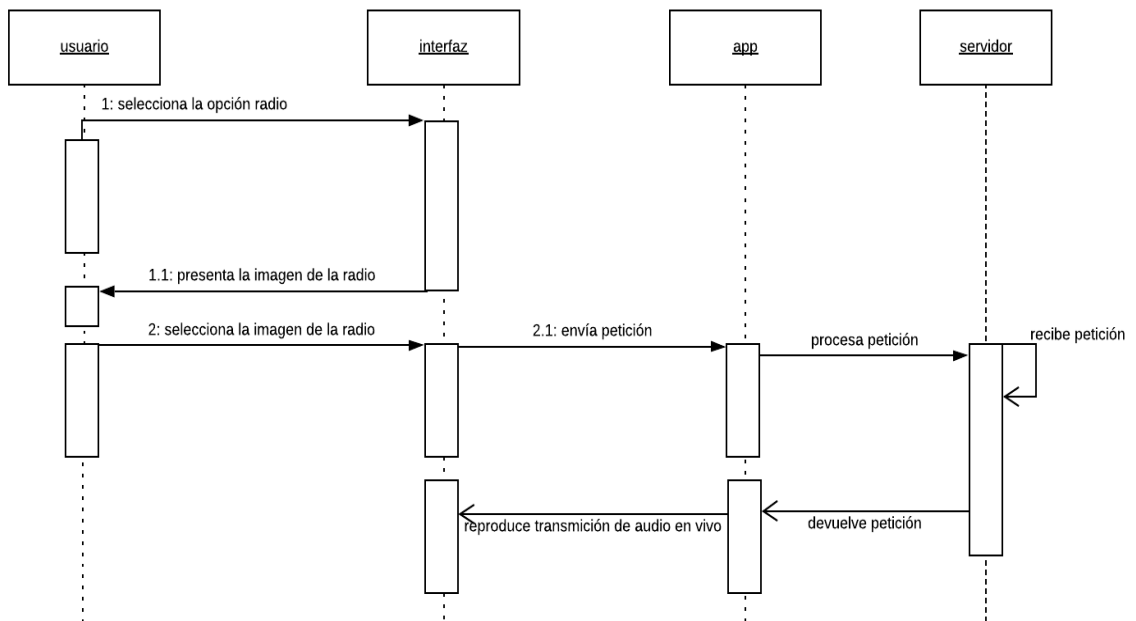 usuario
interfaz
app
servidor
1: selecciona la opción radio
1.1: presenta la imagen de la radio
2: selecciona la imagen de la radio
2.1: envía petición
procesa petición
recibe petición
reproduce transmición de audio en vivo
devuelve petición